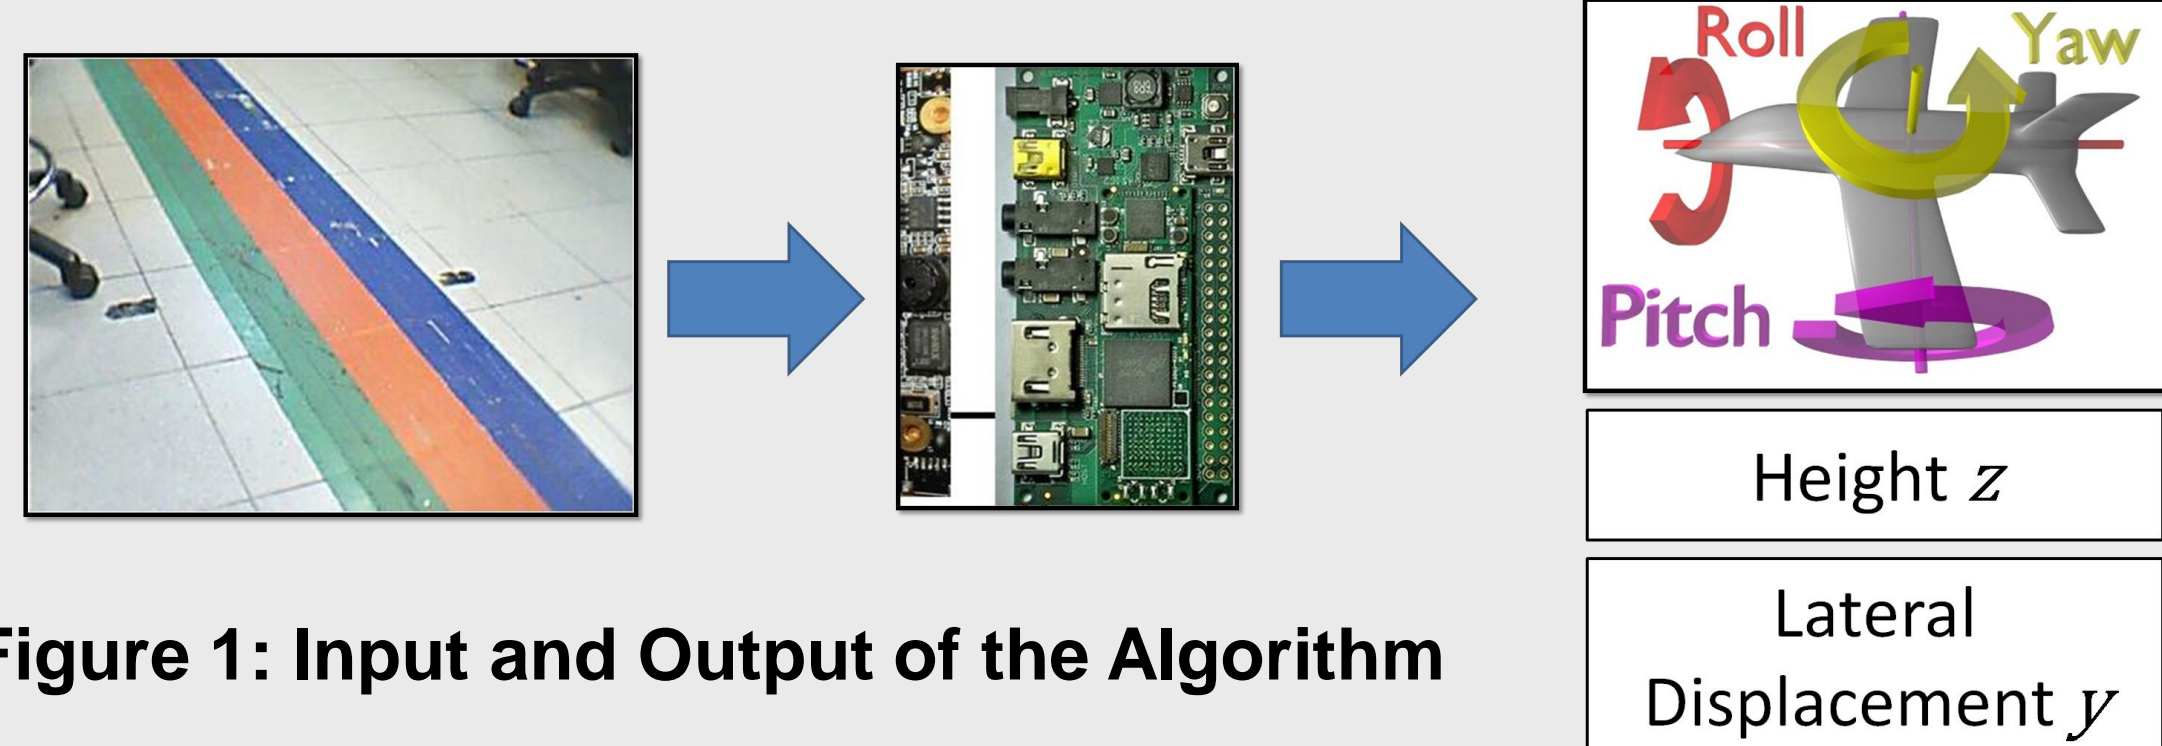 Roll
Yaw
Pitch
Height z
Lateral
Displacement y
Figure 1: Input and Output of the Algorithm